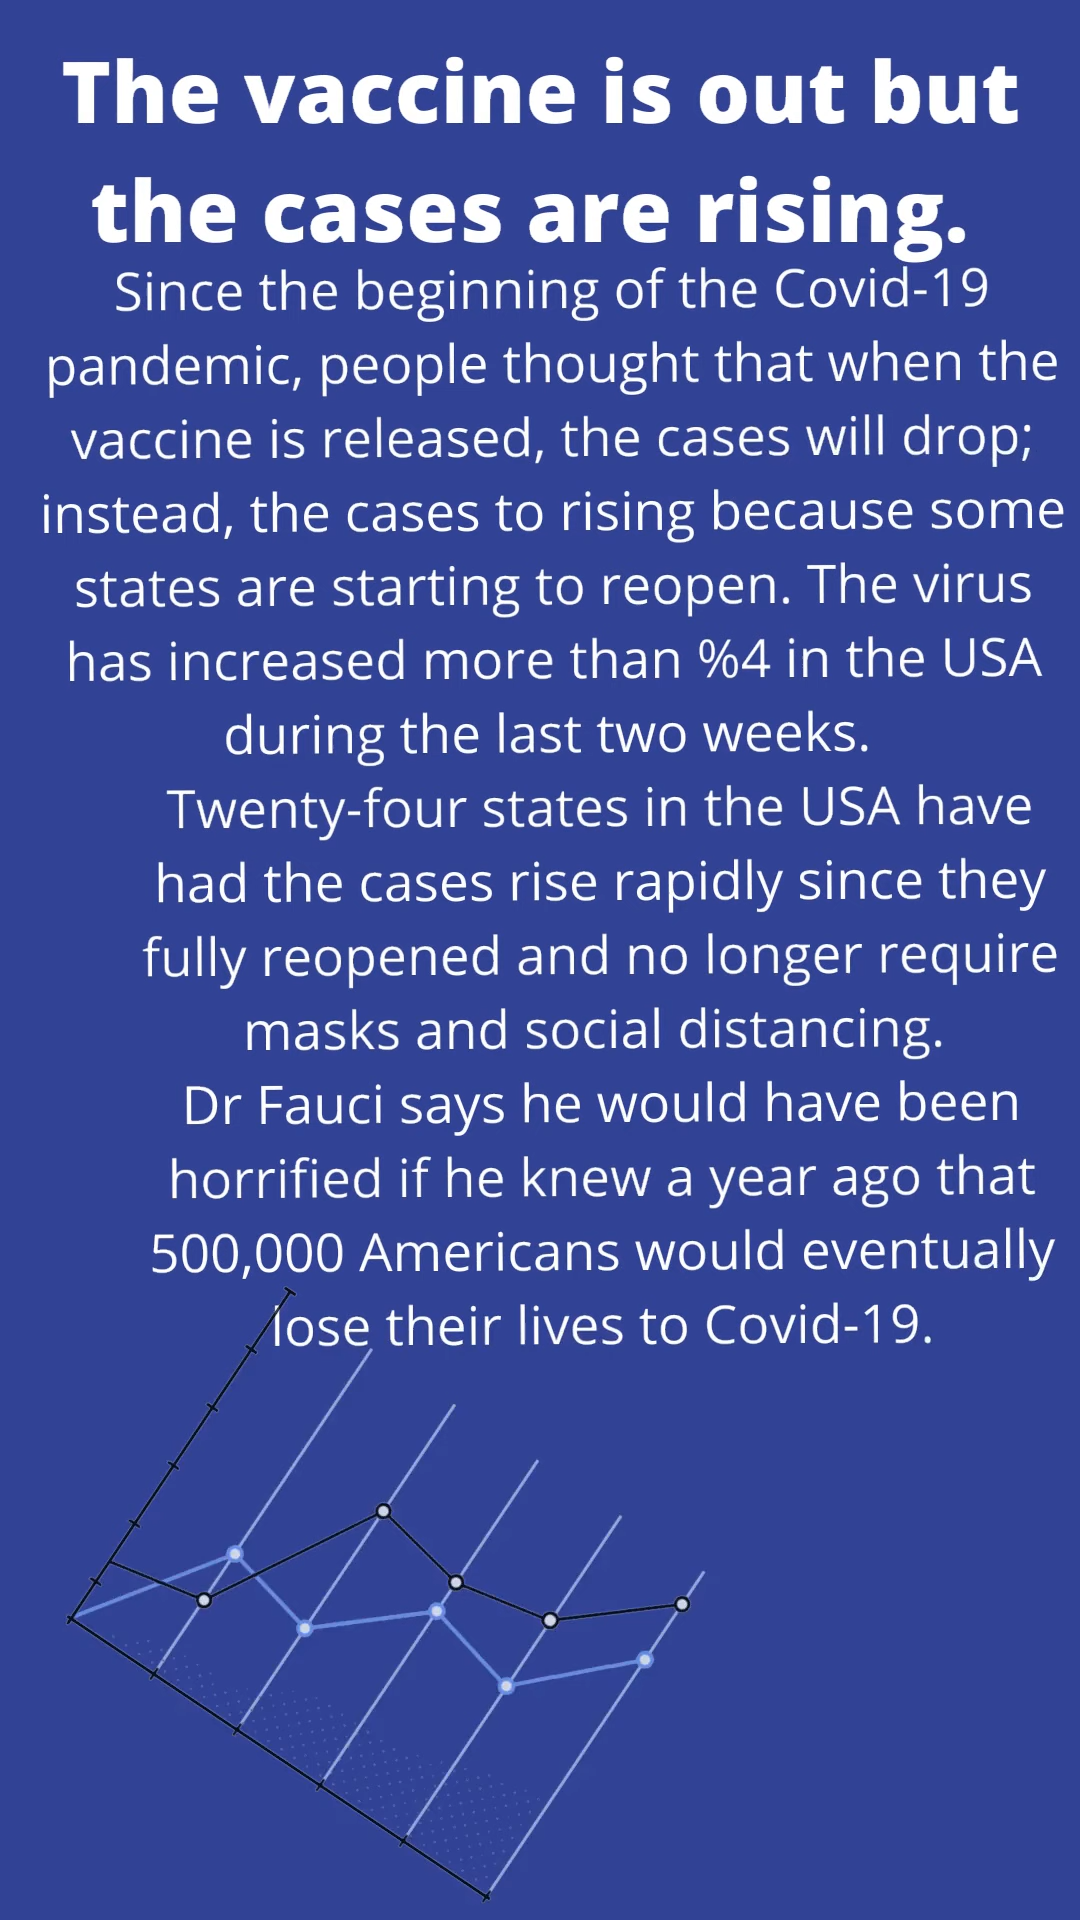 The vaccine is out but
the cases are rising.
Since the beginning of the Covid-19
pandemic, people thought that when the
vaccine is released, the cases will drop;
instead, the cases to rising because some
states are starting to reopen. The virus
has increased more than %4 in the USA
during the last two weeks.
Twenty-four states in the USA have
had the cases rise rapidly since they
fully reopened and no longer require
masks and social distancing.
Dr Fauci says he would have been
horrified if he knew a year ago that
500,000 Americans would eventually
lose their lives to Covid-19.